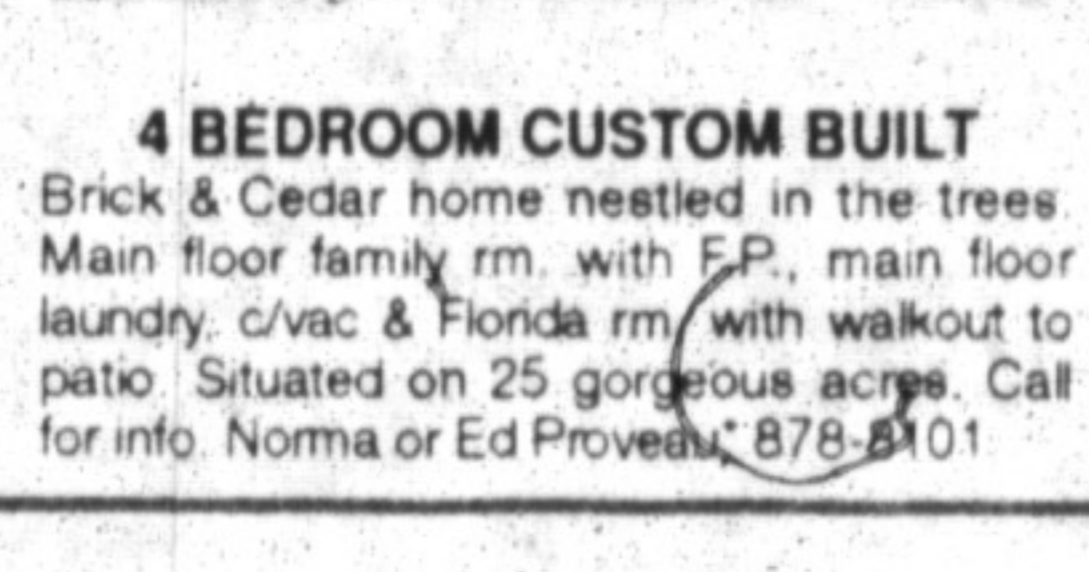 4 BEDROOM CUSTOM BUILT
Brick & Cedar home nestled in the trees.
Main floor family rm. with F.P., main floor
laundry, c/vac & Florida rm. with walkout to
patio. Situated on 25 gorgeous acres. Call
for info. Norma or Ed Proveau,* 878-8101